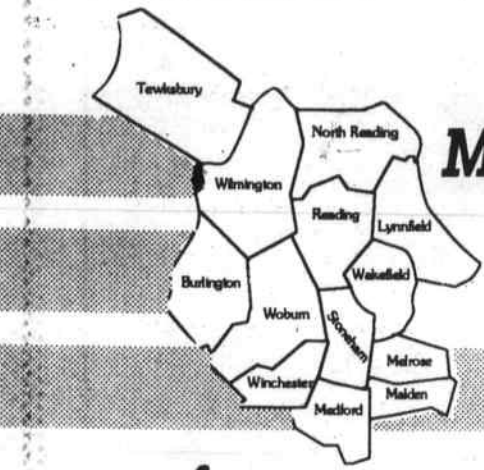 Tewksbury
North Reading
M
Wilmington
Reading
Lynnfield
Burlington
Wakefield
Woburn
Stoneham
Melrose
Winchester
Malden
Medford